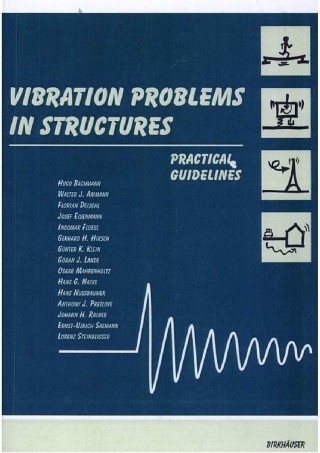 VIBRATION PROBLEMS
IN STRUCTURES
PRACTICAL
GUIDELINES
HUGO BACHMANN
WALTER J. AMMANN
FLORIAN DEISCHL
JOSEF EISENMANN
INGOMAR FLOEGL
GERHARD H. HIRSCH
GÜNTER K. KLEIN
GÖRAN J. LANDE
OSKAR MAHRENHOLTZ
HANS G. NATKE
HANS NUSSBAUMER
ANTHONY J. PRETLOVE
JOHANN H. RAINER
ERNST-ULRICH SAEMANN
LORENZ STEINBEISSER
BIRKHÄUSER